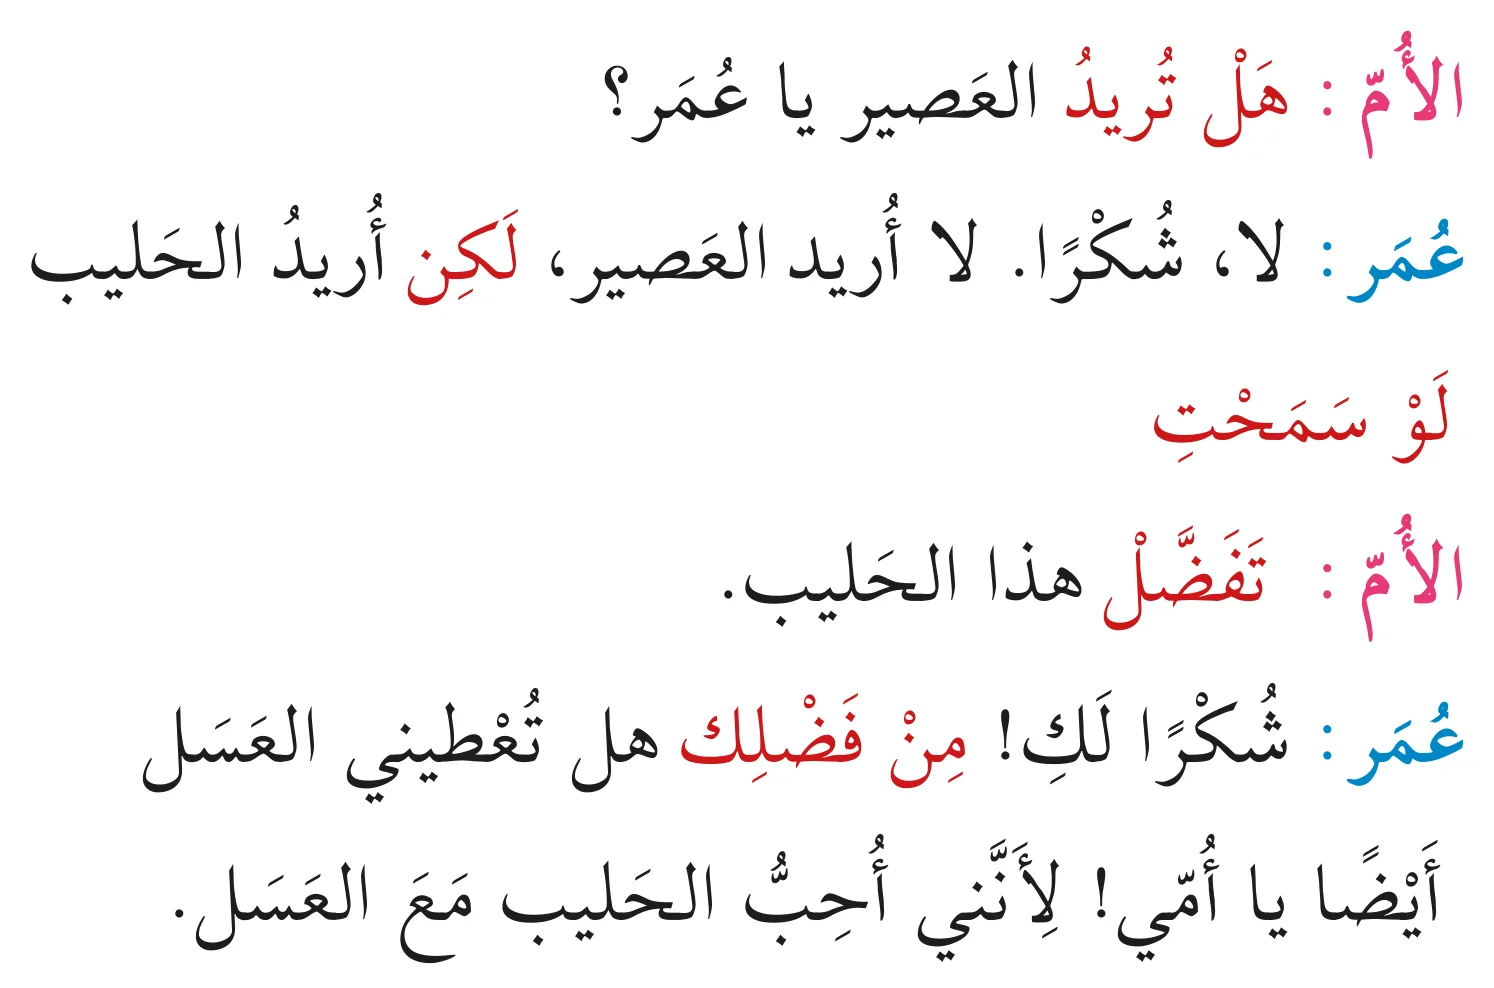 الأُمّ : هَلْ تُريدُ العَصير يا عُمَر؟
عُمَر : لا، شُكْرًا. لا أُريد العَصير، لَكِن أُريدُ الحَليب
لَوْ سَمَحْتِ
الأُمّ : تَفَضَّلْ هذا الحَليب.
عُمَر : شُكْرًا لَكِ! مِنْ فَضْلِك هل تُعْطيني العَسَل
أَيْضًا يا أُمّي! لِأَنَّني أُحِبُّ الحَليب مَعَ العَسَل.